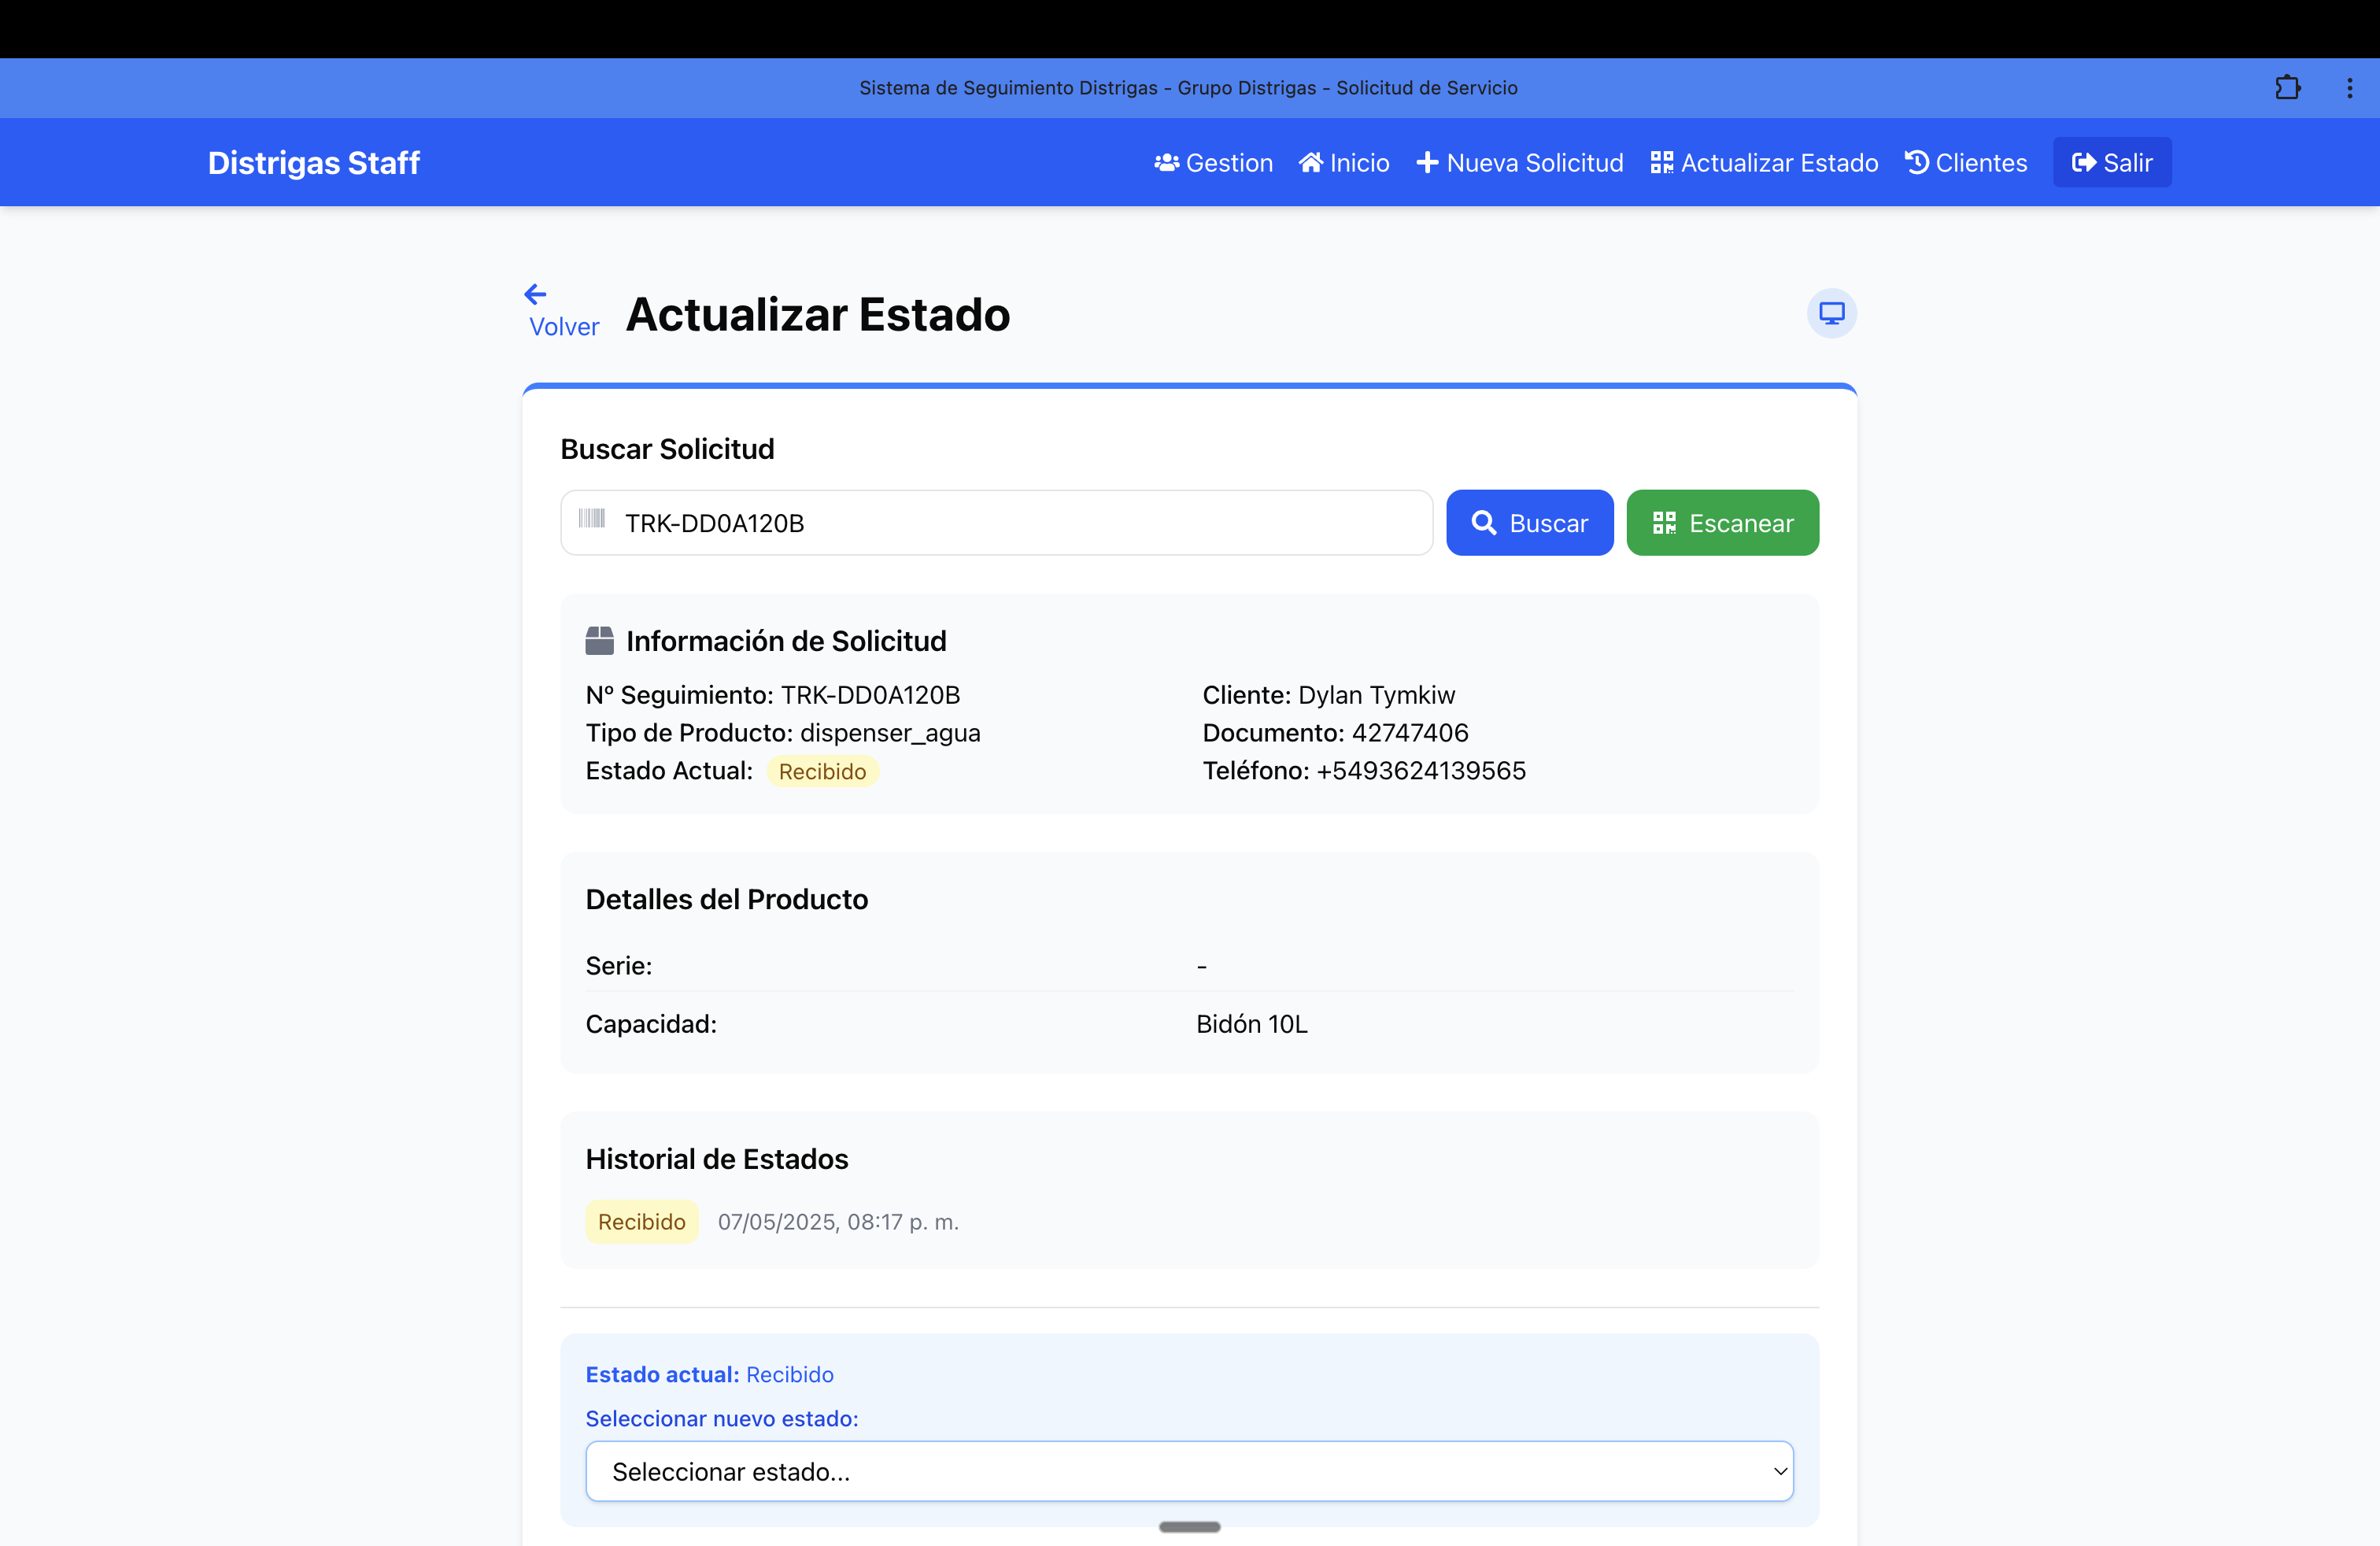 Sistema de Seguimiento Distrigas - Grupo Distrigas - Solicitud de Servicio
Distrigas Staff
Gestion
Inicio
Nueva Solicitud
Actualizar Estado
Clientes
Salir
Volver
Actualizar Estado
Buscar Solicitud
TRK-DD0A120B
Buscar
Escanear
Información de Solicitud
Nº Seguimiento: TRK-DD0A120B
Tipo de Producto: dispenser_agua
Estado Actual: Recibido
Cliente: Dylan Tymkiw
Documento: 42747406
Teléfono: +5493624139565
Detalles del Producto
Serie: -
Capacidad: Bidón 10L
Historial de Estados
Recibido 07/05/2025, 08:17 p. m.
Estado actual: Recibido
Seleccionar nuevo estado:
Seleccionar estado...